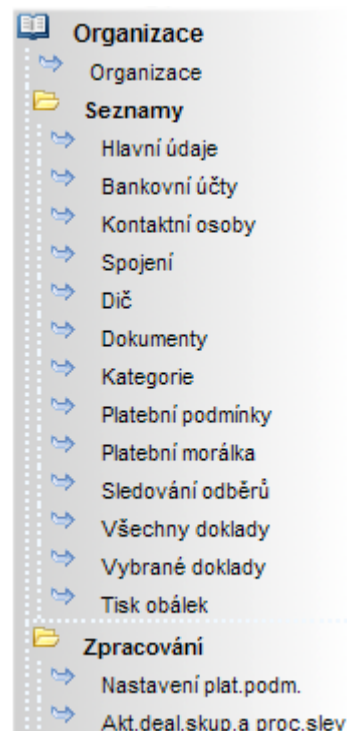 Organizace
Organizace
Seznamy
Hlavní údaje
Bankovní účty
Kontaktní osoby
Spojení
Dič
Dokumenty
Kategorie
Platební podmínky
Platební morálka
Sledování odběrů
Všechny doklady
Vybrané doklady
Tisk obálek
Zpracování
Nastavení plat.podm.
Akt.deal.skup.a proc.slev